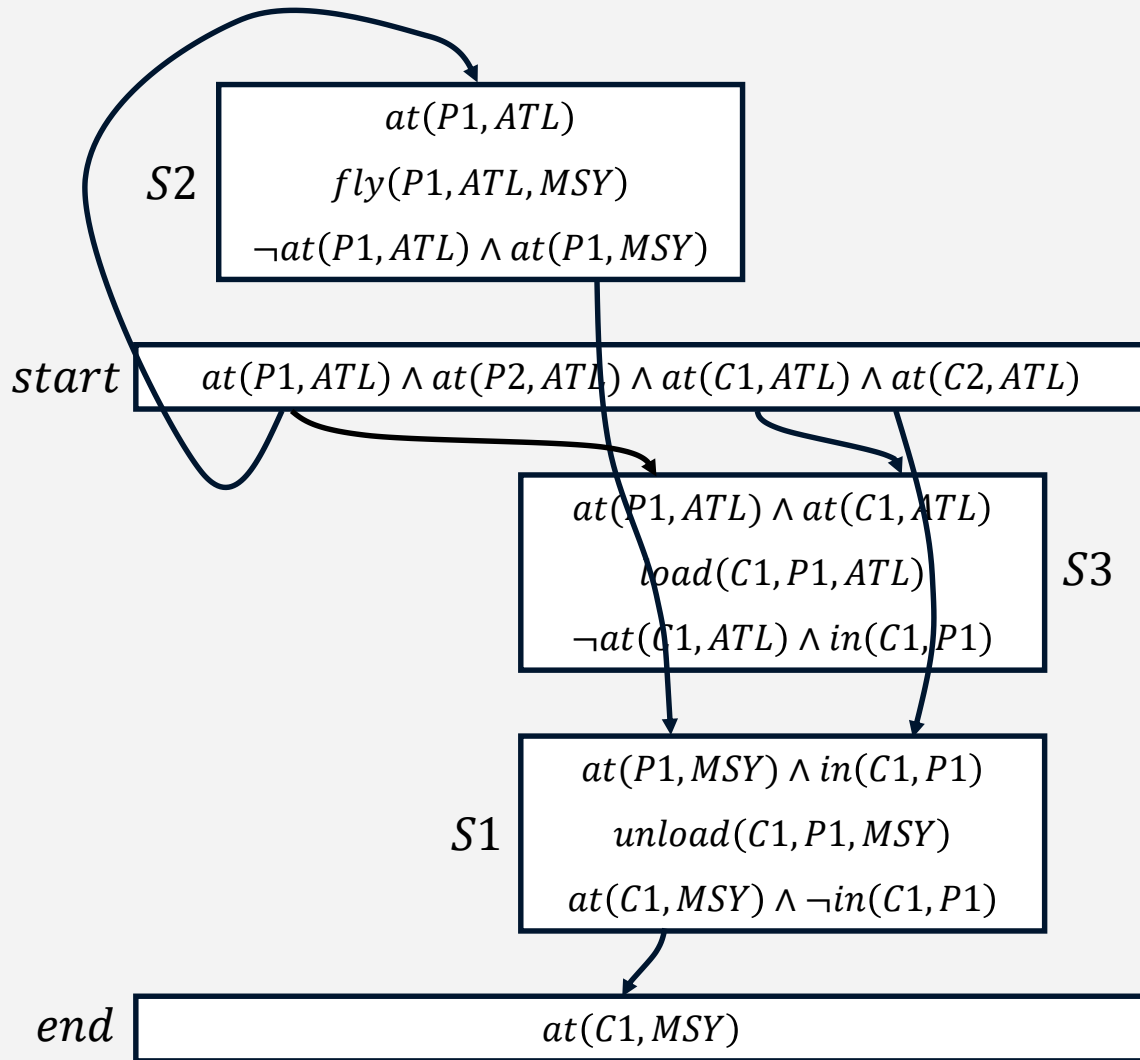 at(P1, ATL)
S2
fly(P1, ATL, MSY)
¬at(P1, ATL) ∧ at(P1, MSY)
start
at(P1, ATL) ∧ at(P2, ATL) ∧ at(C1, ATL) ∧ at(C2, ATL)
at(P1, ATL) ∧ at(C1, ATL)
load(C1, P1, ATL)
S3
¬at(C1, ATL) ∧ in(C1, P1)
at(P1, MSY) ∧ in(C1, P1)
S1
unload(C1, P1, MSY)
at(C1, MSY) ∧ ¬in(C1, P1)
end
at(C1, MSY)